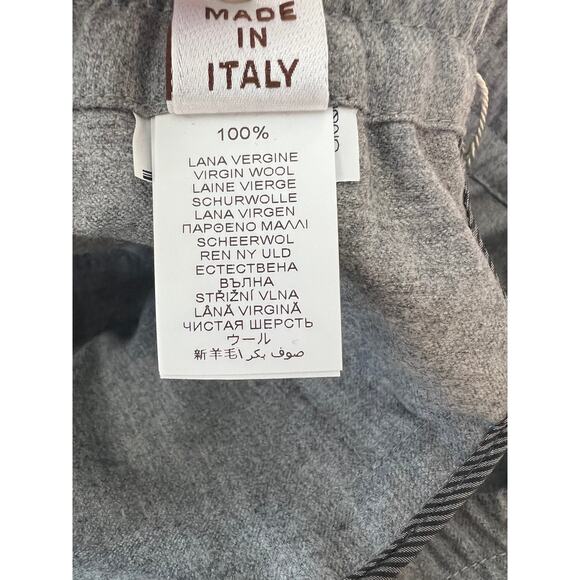 MADE
IN
ITALY
100%
LANA VERGINE
VIRGIN WOOL
LAINE VIERGE
SCHURWOLLE
LANA VIRGEN
ΠΑΡΘΕΝΟ ΜΑΛΛΙ
SCHEERWOL
REN NY ULD
ЕСТЕСТВЕНА
ВЪЛНА
STŘIŽNÍ VLNA
LÂNĂ VIRGINĂ
ЧИСТАЯ ШЕРСТЬ
ウール
新羊毛 \ صوف بكر